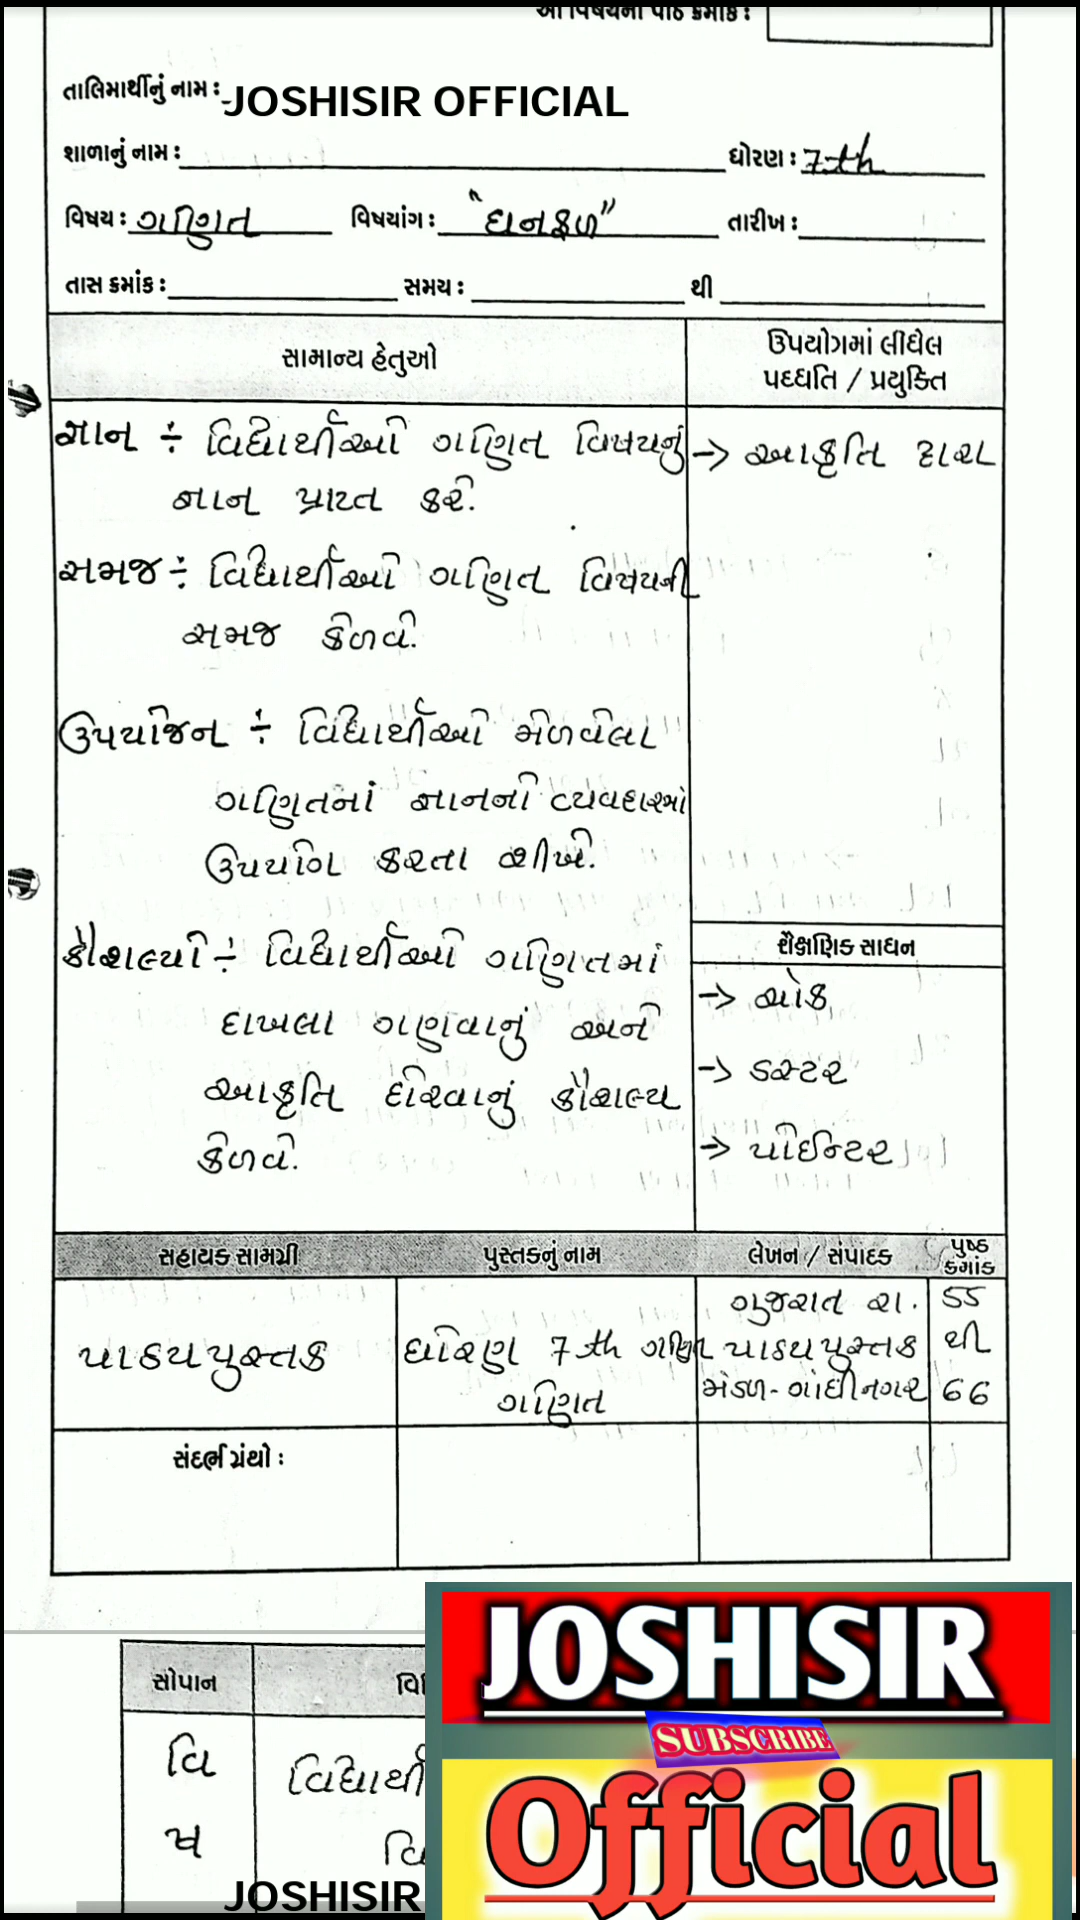 આ વિષયનો પાઠ ક્રમાંક :
તાલિમાર્થીનું નામ : JOSHISIR OFFICIAL
શાળાનું નામ :
ધોરણ : 7th
વિષય : ગણિત વિષયાંગ : "ઘનફળ" તારીખ :
તાસ ક્રમાંક : સમય : થી
સામાન્ય હેતુઓ
ઉપયોગમાં લીધેલ
પદ્ધતિ / પ્રયુક્તિ
જ્ઞાન ÷ વિદ્યાર્થીઓ ગણિત વિષયનું
જ્ઞાન પ્રાપ્ત કરે.
→ આકૃતિ દ્વારા
સમજ ÷ વિદ્યાર્થીઓ ગણિત વિષયની
સમજ કેળવે.
ઉપયોજન ÷ વિદ્યાર્થીઓ મેળવેલા
ગણિતનાં જ્ઞાનનો વ્યવહારમાં
ઉપયોગ કરતા શીખે.
કૌશલ્યો ÷ વિદ્યાર્થીઓ ગણિતમાં
દાખલા ગણવાનું અને
આકૃતિ દોરવાનું કૌશલ્ય
કેળવે.
શૈક્ષણિક સાધન
→ ચોક
→ ડસ્ટર
→ પોઈન્ટર
સહાયક સામગ્રી પુસ્તકનું નામ લેખન / સંપાદક પુષ્ઠ
ક્રમાંક
પાઠ્યપુસ્તક
ધોરણ 7th ગણિત
ગણિત
ગુજરાત રા.
પાઠ્યપુસ્તક
મંડળ - ગાંધીનગર
55
થી
66
સંદર્ભ ગ્રંથો :
સોપાન વિ
વિ
ષ
વિદ્યાર્થી
વિ
JOSHISIR
JOSHISIR
SUBSCRIBE
Official